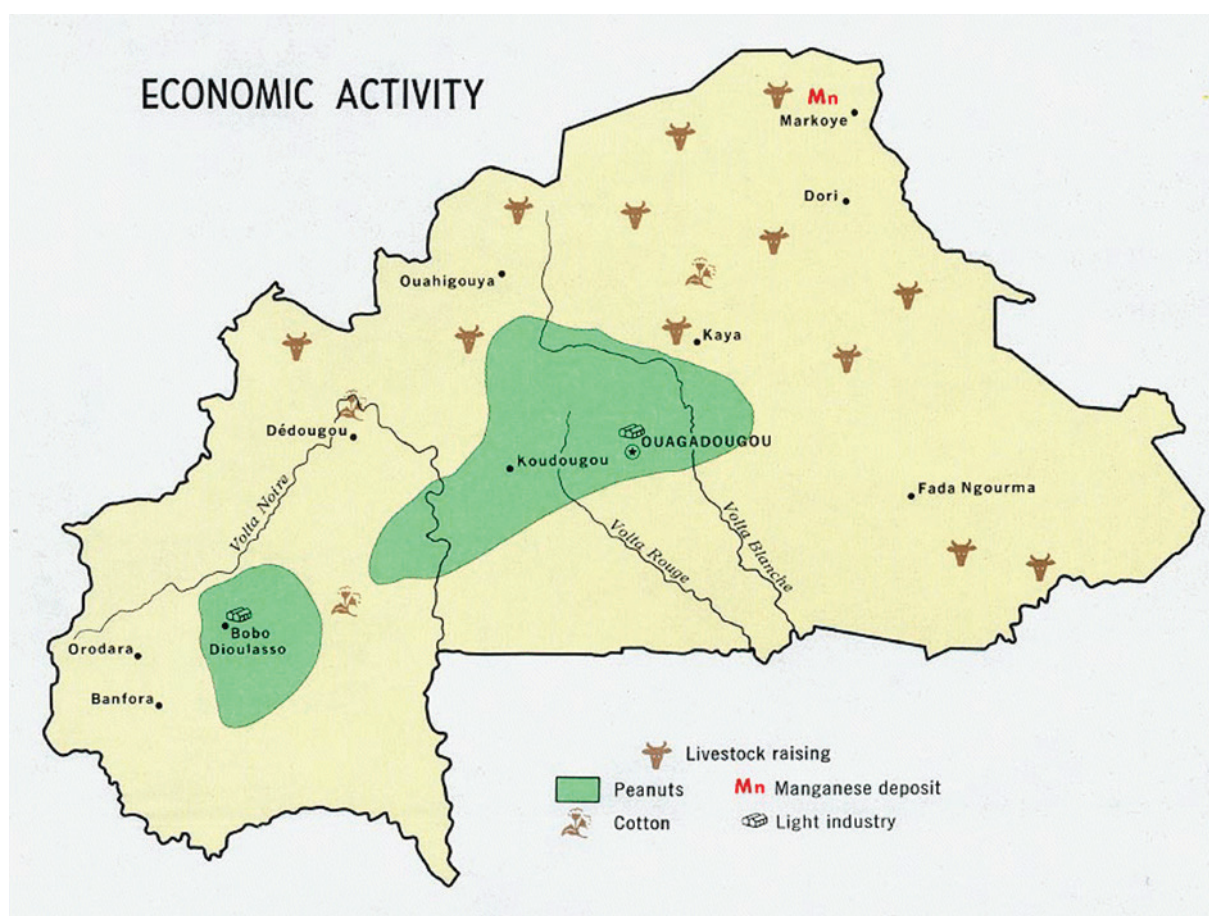 ECONOMIC ACTIVITY
Mn
Markoye
Dori
Ouahigouya
Kaya
Dédougou
OUAGADOUGOU
Koudougou
Fada Ngourma
Volta Noire
Volta Rouge
Volta Blanche
Bobo
Dioulasso
Orodara
Banfora
Livestock raising
Peanuts
Mn Manganese deposit
Cotton
Light industry